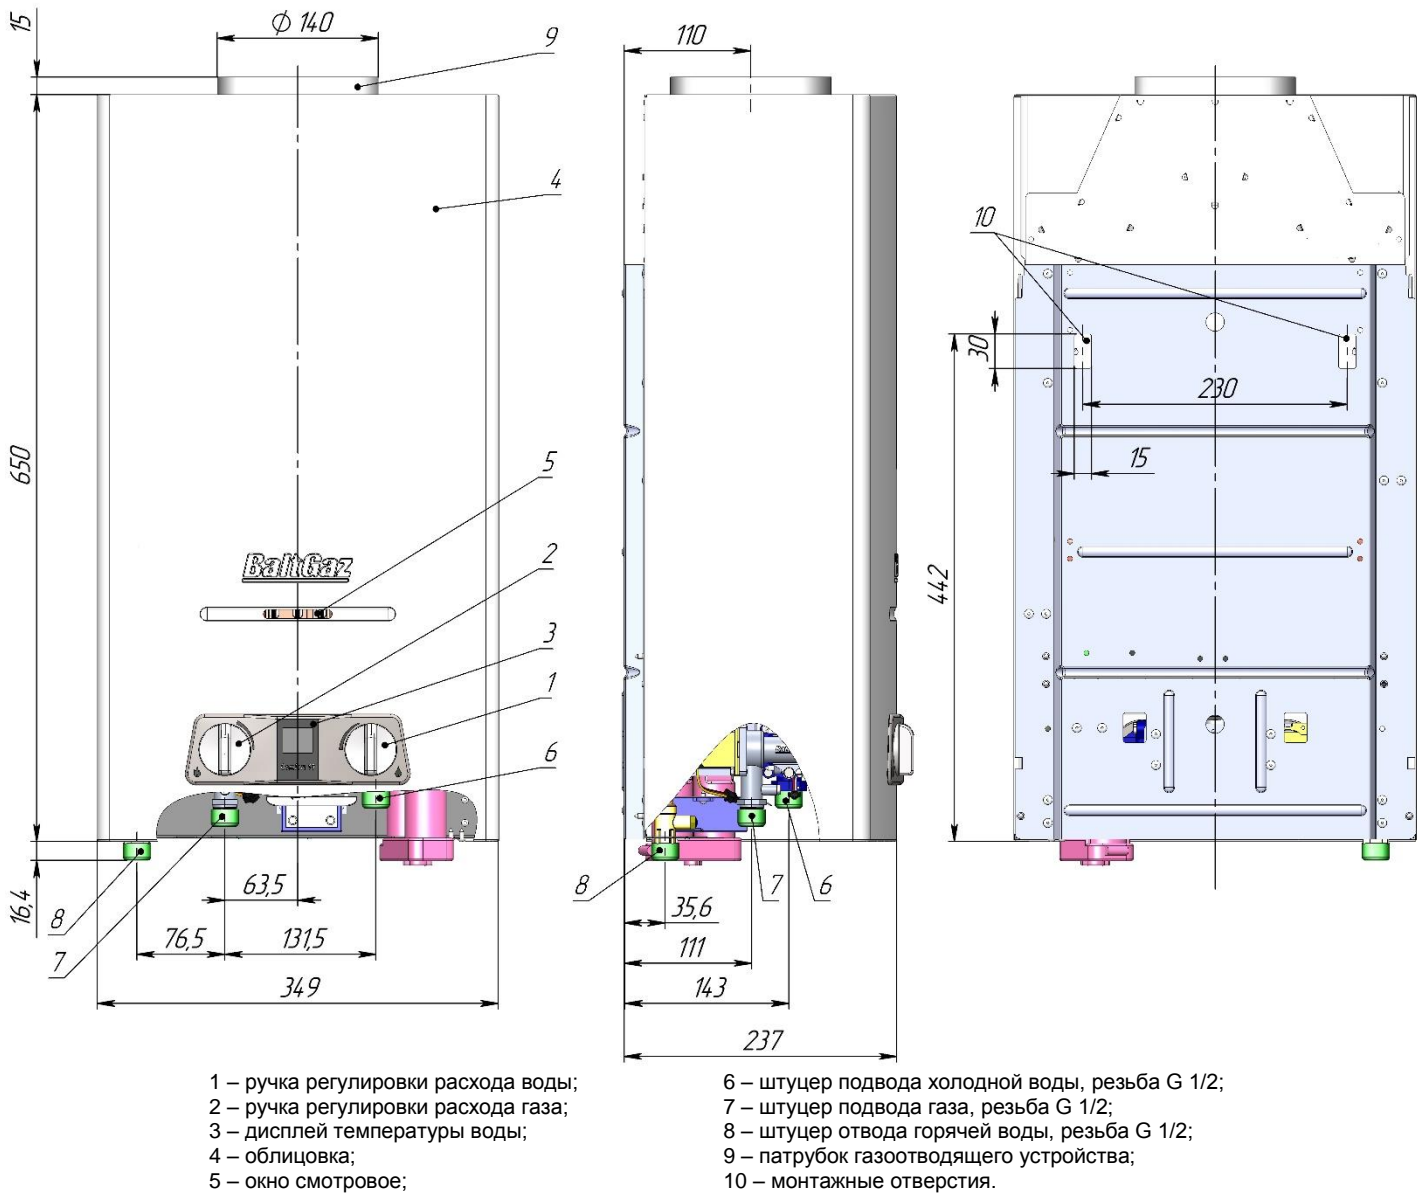 15
Φ 140
9
110
4
10
30
230
15
650
5
BaltGaz
2
442
3
1
6
16,4
8
7
63,5
76,5
131,5
349
8
7
6
35,6
111
143
237
1 – ручка регулировки расхода воды;
2 – ручка регулировки расхода газа;
3 – дисплей температуры воды;
4 – облицовка;
5 – окно смотровое;
6 – штуцер подвода холодной воды, резьба G 1/2;
7 – штуцер подвода газа, резьба G 1/2;
8 – штуцер отвода горячей воды, резьба G 1/2;
9 – патрубок газоотводящего устройства;
10 – монтажные отверстия.